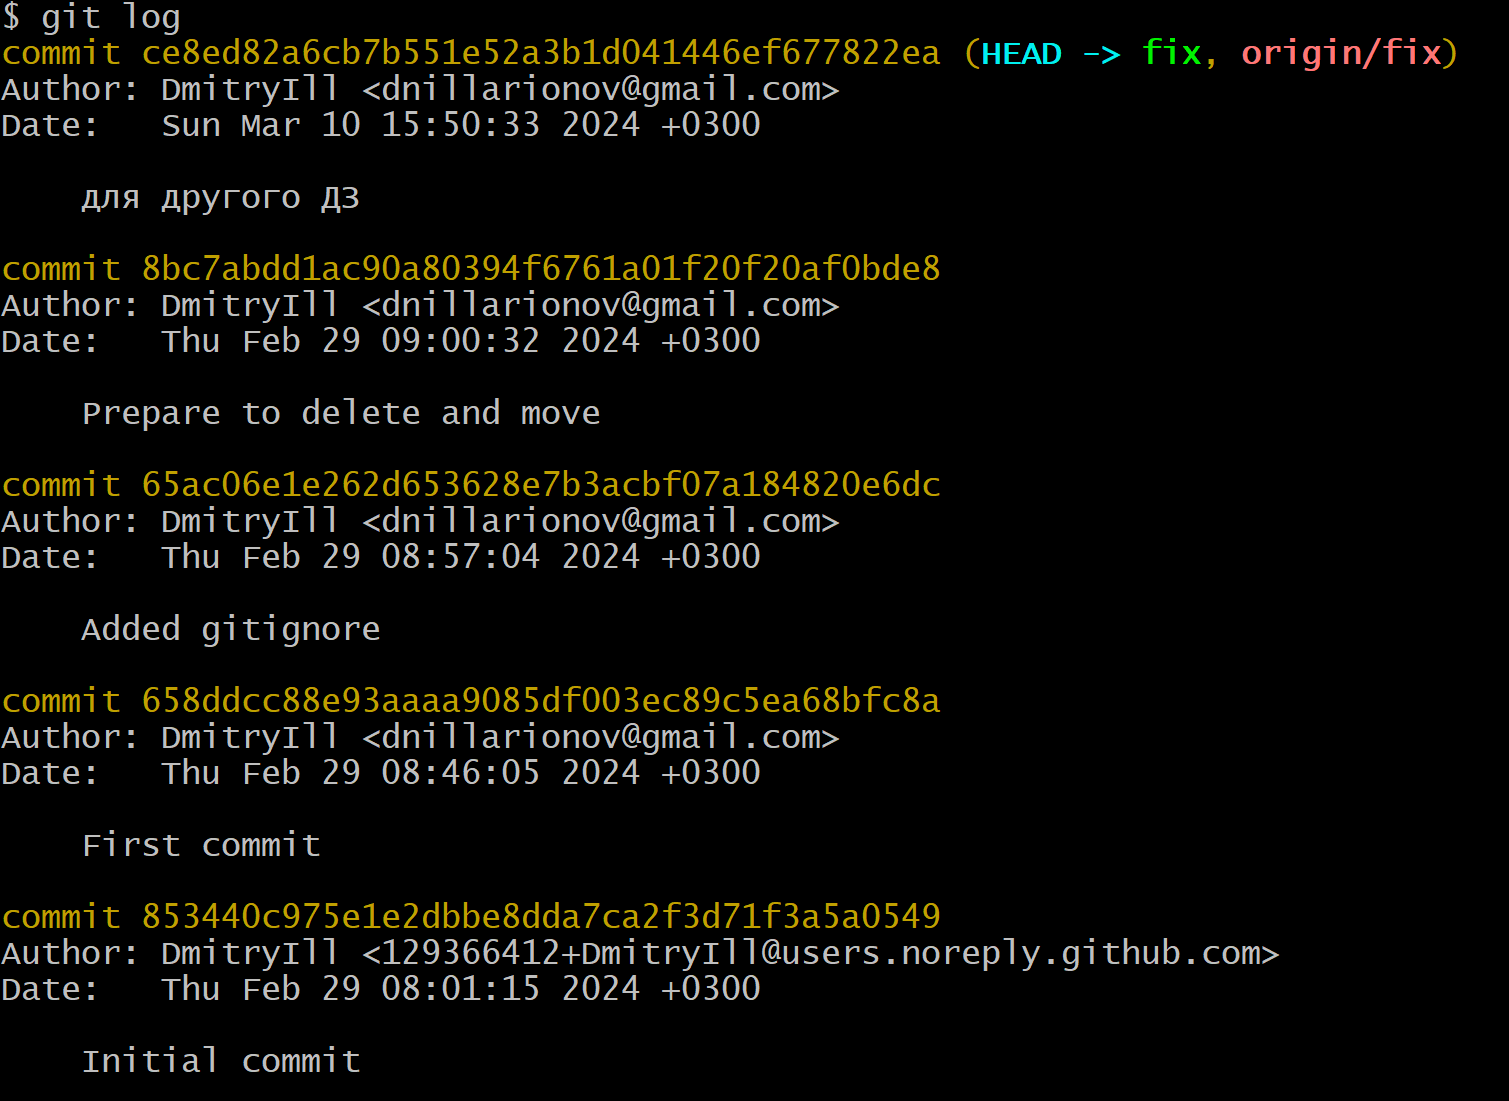 $ git log
commit ce8ed82a6cb7b551e52a3b1d041446ef677822ea (HEAD -> fix, origin/fix)
Author: DmitryIll <dnillarionov@gmail.com>
Date:   Sun Mar 10 15:50:33 2024 +0300
    для другого ДЗ
commit 8bc7abdd1ac90a80394f6761a01f20f20af0bde8
Author: DmitryIll <dnillarionov@gmail.com>
Date:   Thu Feb 29 09:00:32 2024 +0300
    Prepare to delete and move
commit 65ac06e1e262d653628e7b3acbf07a184820e6dc
Author: DmitryIll <dnillarionov@gmail.com>
Date:   Thu Feb 29 08:57:04 2024 +0300
    Added gitignore
commit 658ddcc88e93aaaa9085df003ec89c5ea68bfc8a
Author: DmitryIll <dnillarionov@gmail.com>
Date:   Thu Feb 29 08:46:05 2024 +0300
    First commit
commit 853440c975e1e2dbbe8dda7ca2f3d71f3a5a0549
Author: DmitryIll <129366412+DmitryIll@users.noreply.github.com>
Date:   Thu Feb 29 08:01:15 2024 +0300
    Initial commit